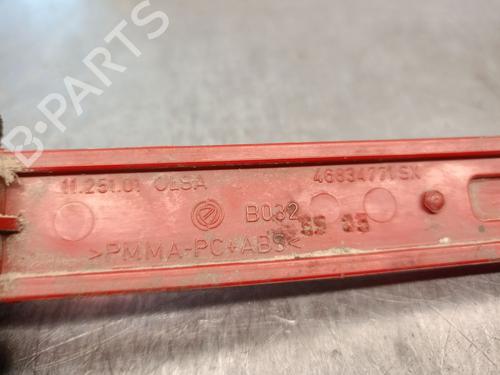 B-PARTS
11.251.01 OLSA 46834771 SX
B032
>PMMA-PC+ABS<